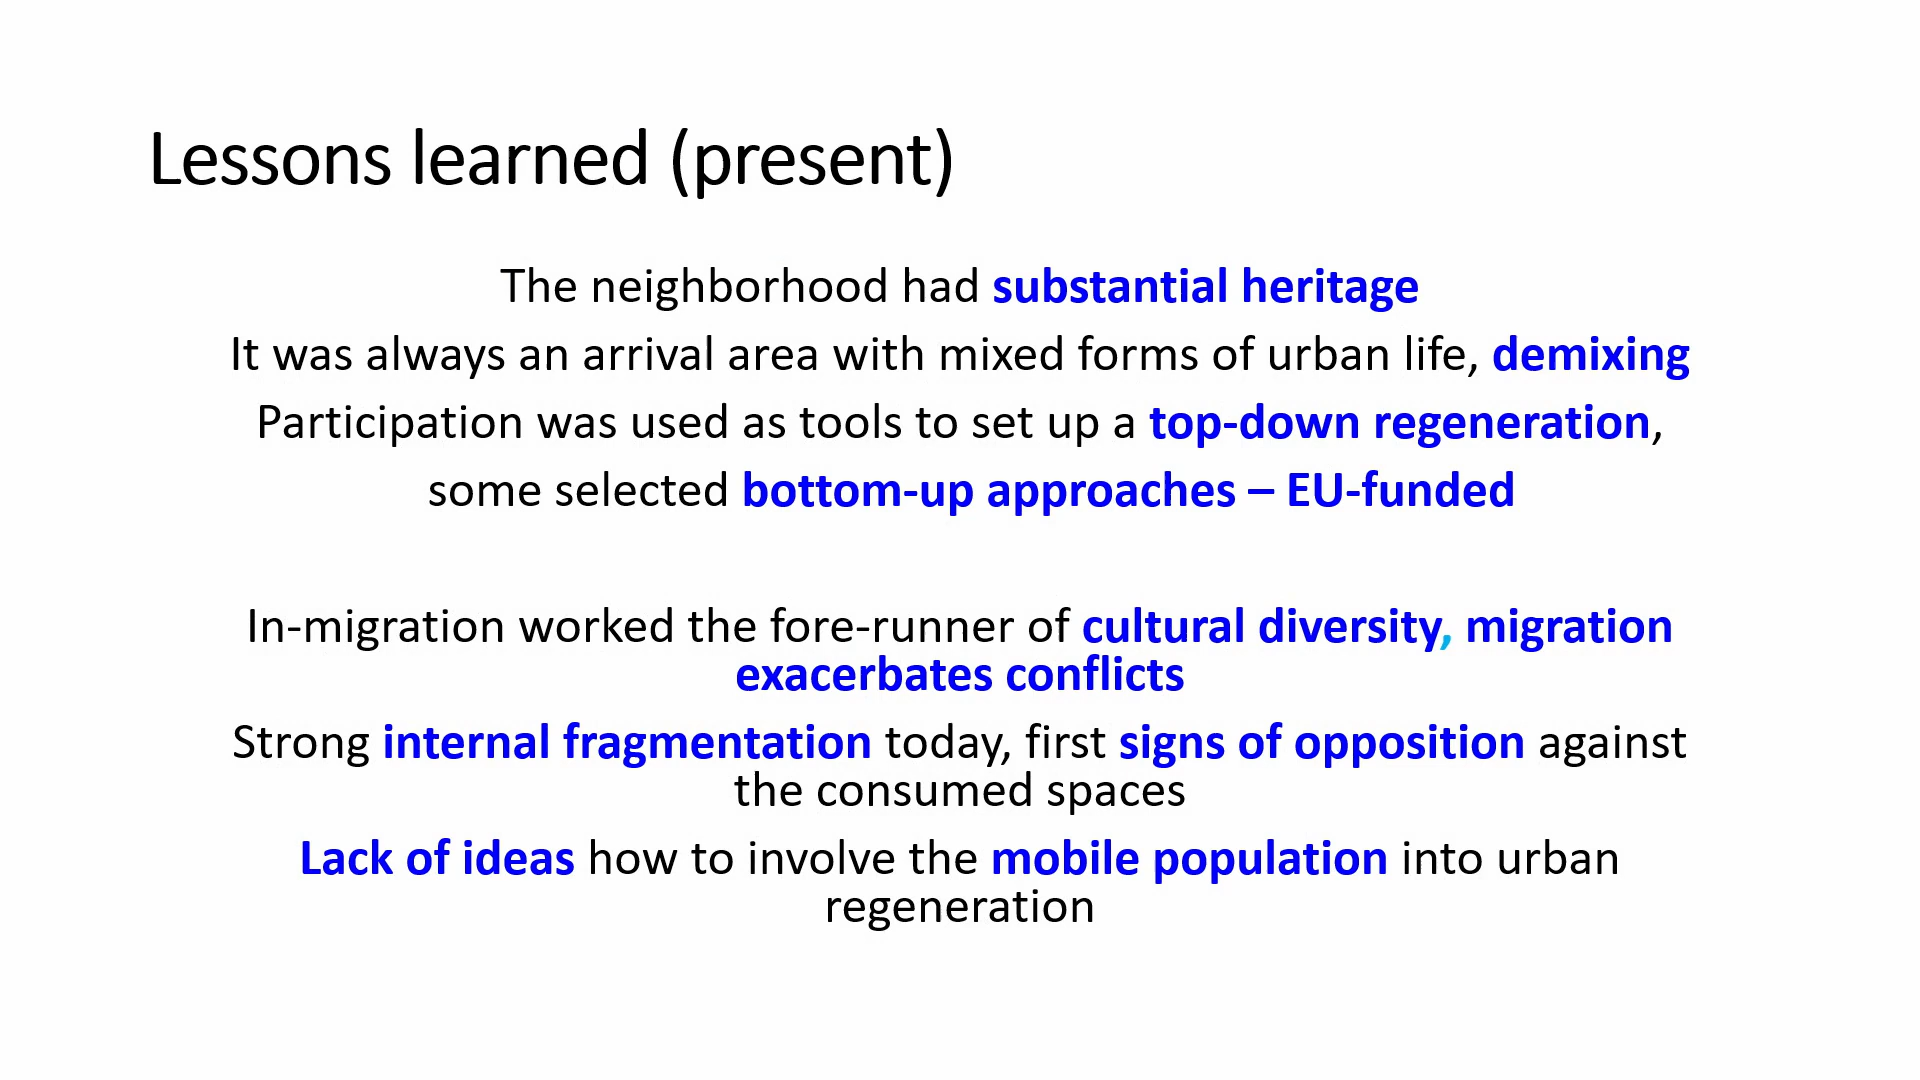 Lessons learned (present)
The neighborhood had substantial heritage
It was always an arrival area with mixed forms of urban life, demixing
Participation was used as tools to set up a top-down regeneration,
some selected bottom-up approaches – EU-funded
In-migration worked the fore-runner of cultural diversity, migration
exacerbates conflicts
Strong internal fragmentation today, first signs of opposition against
the consumed spaces
Lack of ideas how to involve the mobile population into urban
regeneration